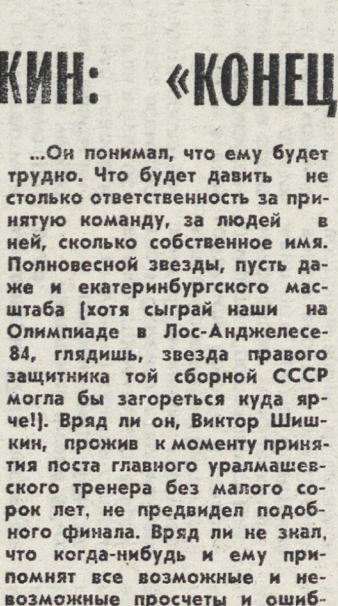 КИН: «КОНЕЦ
...Он понимал, что ему будет
трудно. Что будет давить не
столько ответственность за при-
нятую команду, за людей в
ней, сколько собственное имя.
Полновесной звезды, пусть да-
же и екатеринбургского мас-
штаба (хотя сыграй наши на
Олимпиаде в Лос-Анджелесе-
84, глядишь, звезда правого
защитника той сборной СССР
могла бы загореться куда яр-
че!). Вряд ли он, Виктор Шиш-
кин, прожив к моменту приня-
тия поста главного уралмашев-
ского тренера без малого со-
рок лет, не предвидел подоб-
ного финала. Вряд ли не знал,
что когда-нибудь и ему при-
помнят все возможные и не-
возможные просчеты и ошиб-